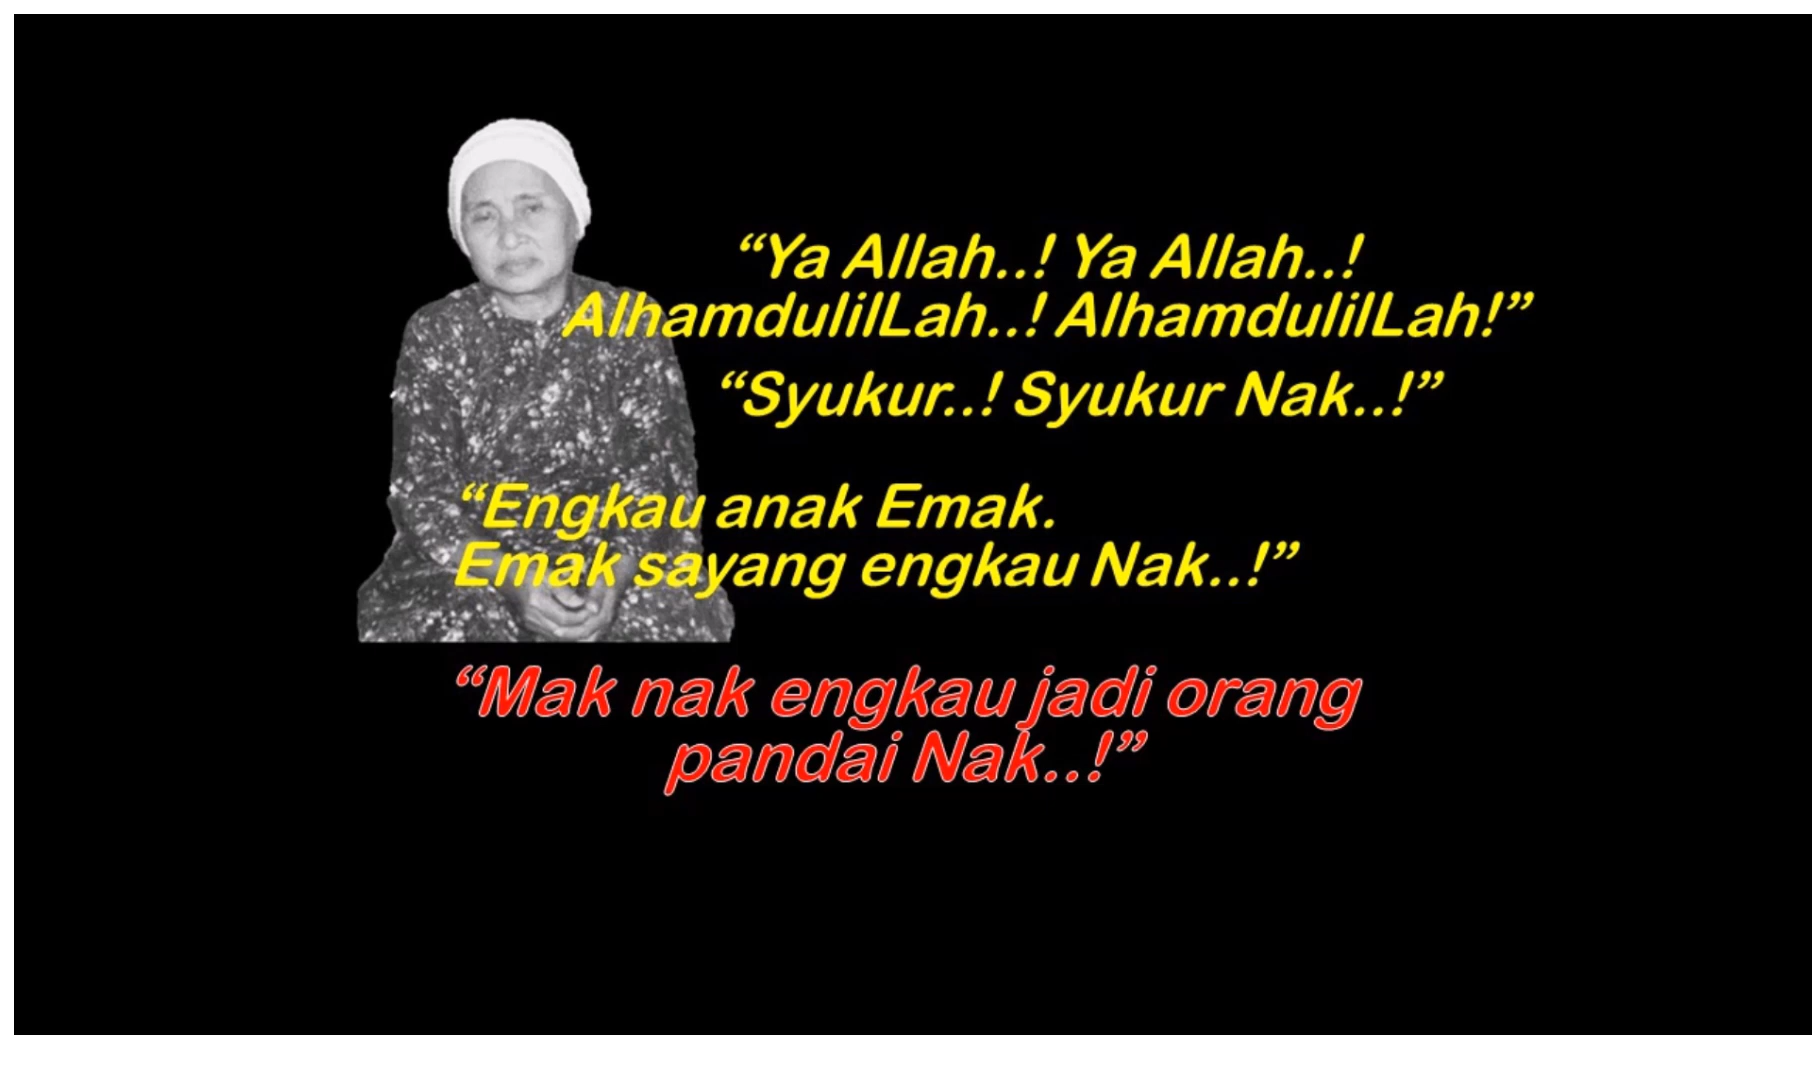 “Ya Allah..! Ya Allah..!
AlhamdulilLah..! AlhamdulilLah!”
“Syukur..! Syukur Nak..!”
“Engkau anak Emak.
Emak sayang engkau Nak..!”
“Mak nak engkau jadi orang
pandai Nak..!”